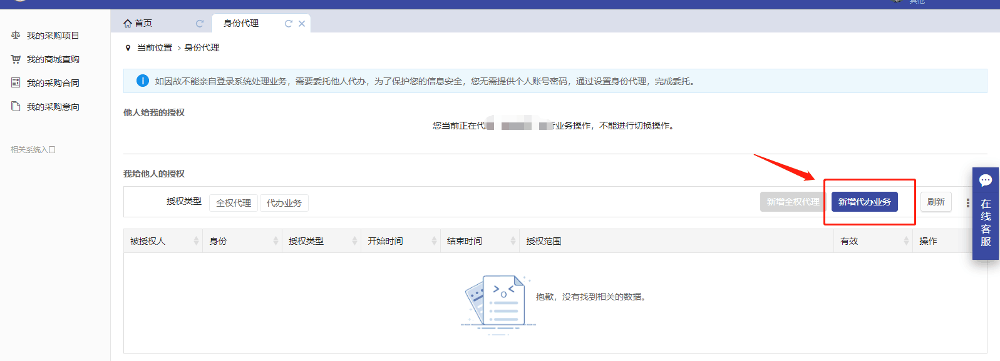 其他
首页
身份代理
我的采购项目
我的商城直购
我的采购合同
我的采购意向
相关系统入口
当前位置 › 身份代理
如因故不能亲自登录系统处理业务，需要委托他人代办，为了保护您的信息安全，您无需提供个人账号密码，通过设置身份代理，完成委托。
他人给我的授权
您当前正在代 业务操作，不能进行切换操作。
我给他人的授权
授权类型 全权代理 代办业务 新增全权代理 新增代办业务 刷新
被授权人 身份 授权类型 开始时间 结束时间 授权范围 有效 操作
抱歉，没有找到相关的数据。
在线客服